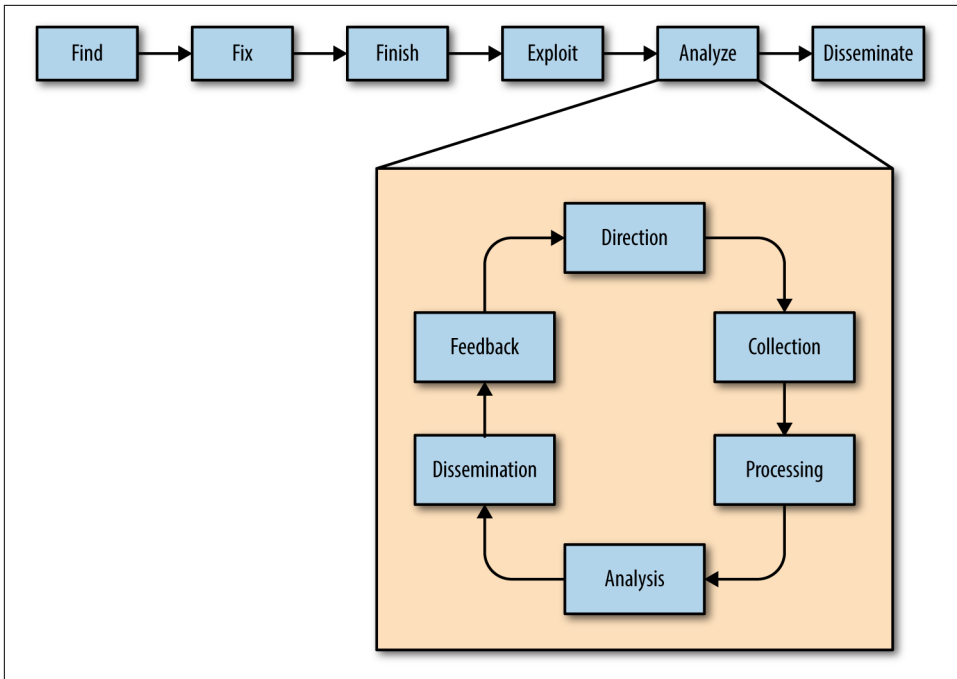 Find
Fix
Finish
Exploit
Analyze
Disseminate
Direction
Collection
Processing
Analysis
Dissemination
Feedback